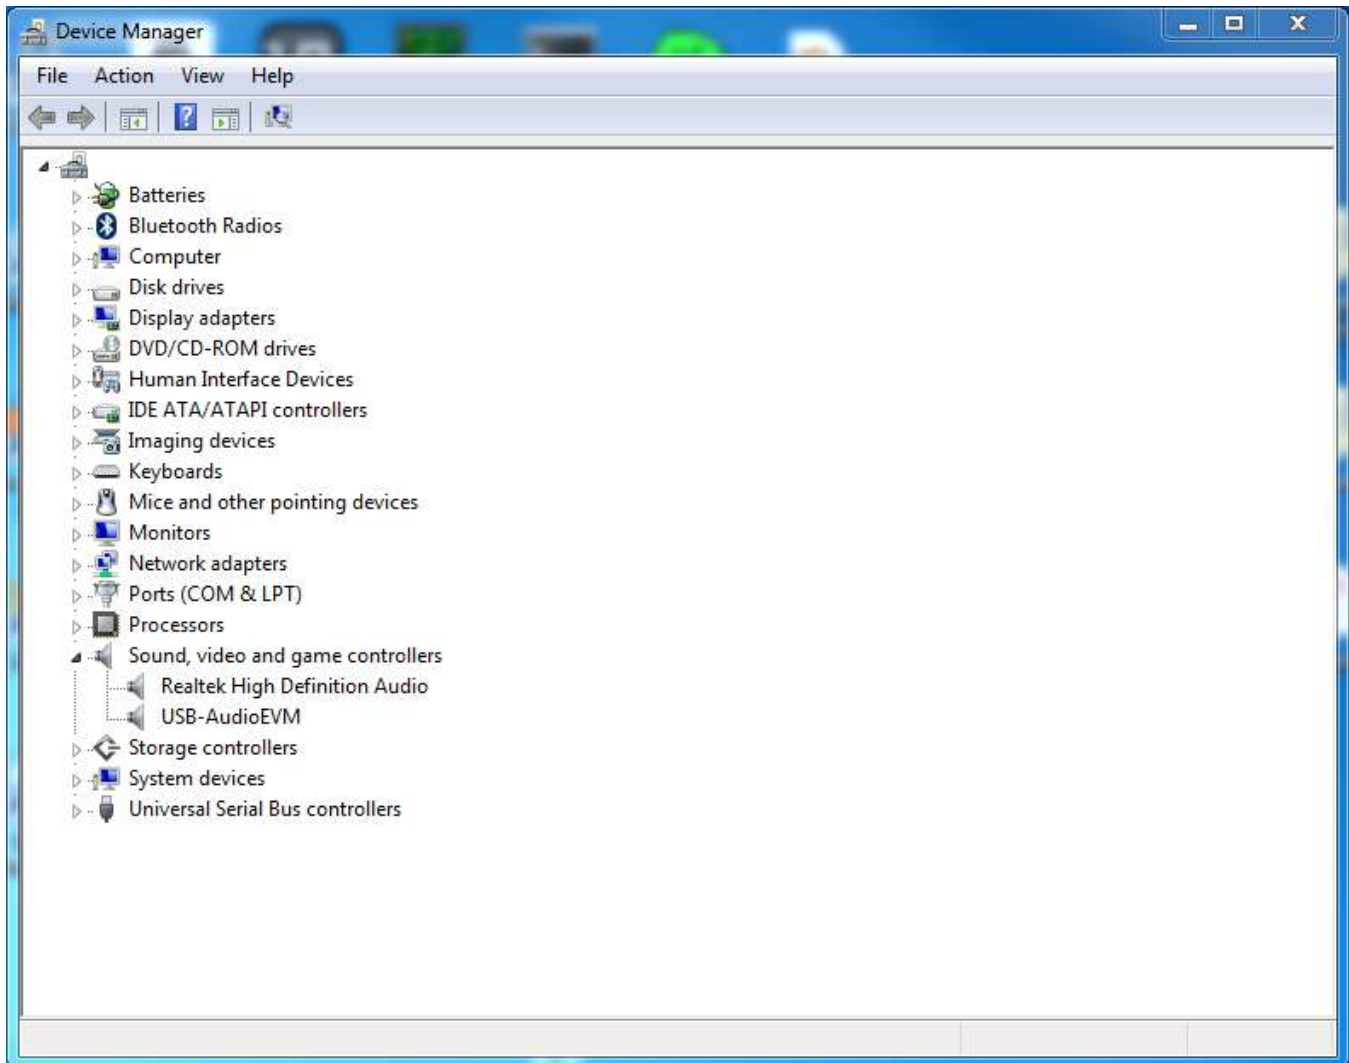 Device Manager
File Action View Help
Batteries
Bluetooth Radios
Computer
Disk drives
Display adapters
DVD/CD-ROM drives
Human Interface Devices
IDE ATA/ATAPI controllers
Imaging devices
Keyboards
Mice and other pointing devices
Monitors
Network adapters
Ports (COM & LPT)
Processors
Sound, video and game controllers
Realtek High Definition Audio
USB-AudioEVM
Storage controllers
System devices
Universal Serial Bus controllers